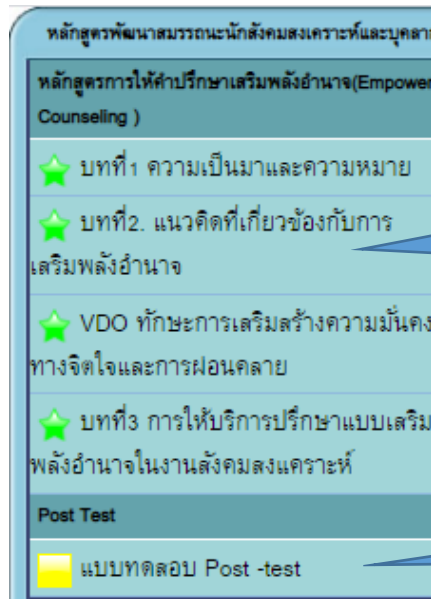 หลักสูตรพัฒนาสมรรถนะนักสังคมสงเคราะห์และบุคลาก
หลักสูตรการให้คำปรึกษาเสริมพลังอำนาจ(Empower
Counseling )
บทที่1 ความเป็นมาและความหมาย
บทที่2. แนวคิดที่เกี่ยวข้องกับการ
เสริมพลังอำนาจ
VDO ทักษะการเสริมสร้างความมั่นคง
ทางจิตใจและการผ่อนคลาย
บทที่3 การให้บริการปรึกษาแบบเสริม
พลังอำนาจในงานสังคมสงแคราะห์
Post Test
แบบทดสอบ Post -test